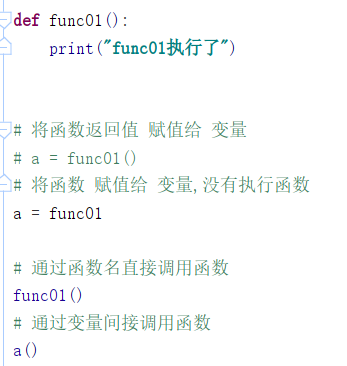 def func01():
    print("func01执行了")
# 将函数返回值 赋值给 变量
# a = func01()
# 将函数 赋值给 变量,没有执行函数
a = func01
# 通过函数名直接调用函数
func01()
# 通过变量间接调用函数
a()